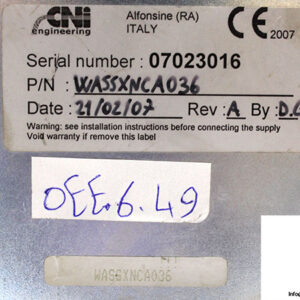 CNI
engineering
Alfonsine (RA)
ITALY
CE 2007
Serial number : 07023016
P/N : WASSXNCA036
Date : 21/02/07 Rev : A By : D.C
Warning: see installation instructions before connecting the supply
Void warranty if remove this label
OEE.6.49
WASSXNCA036